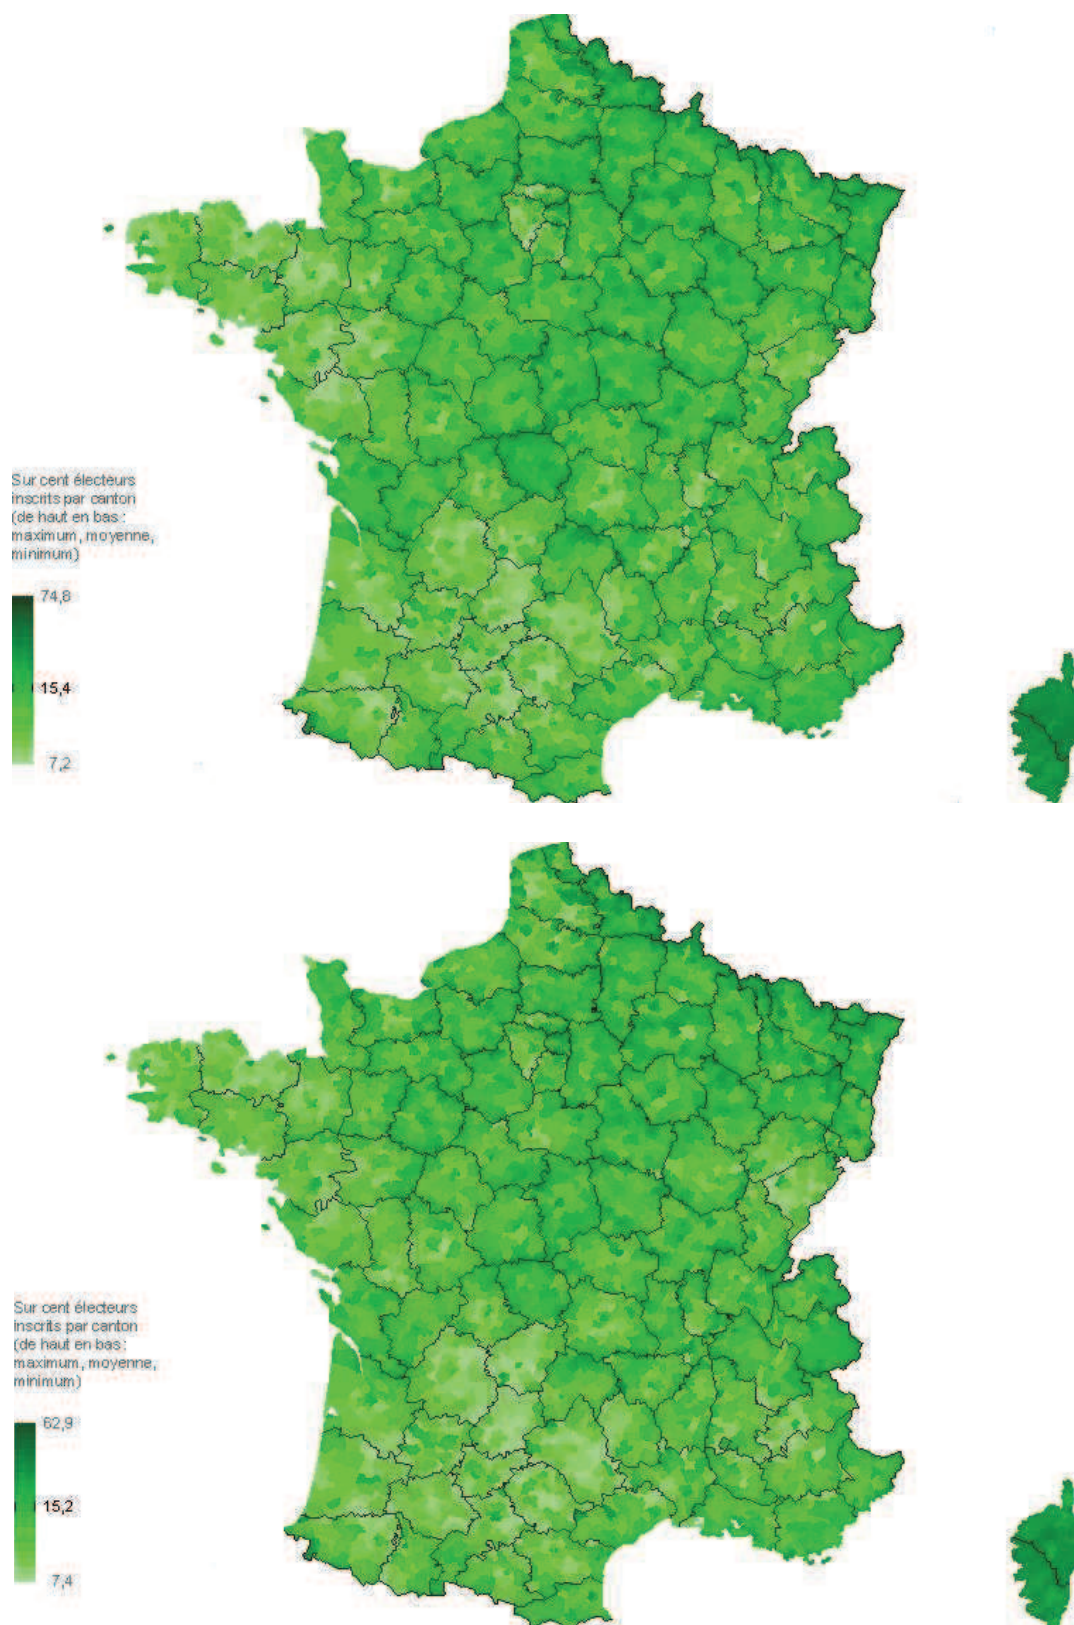 Sur cent électeurs
inscrits par canton
(de haut en bas :
maximum, moyenne,
minimum)
74,8
15,4
7,2
Sur cent électeurs
inscrits par canton
(de haut en bas :
maximum, moyenne,
minimum)
62,9
15,2
7,4